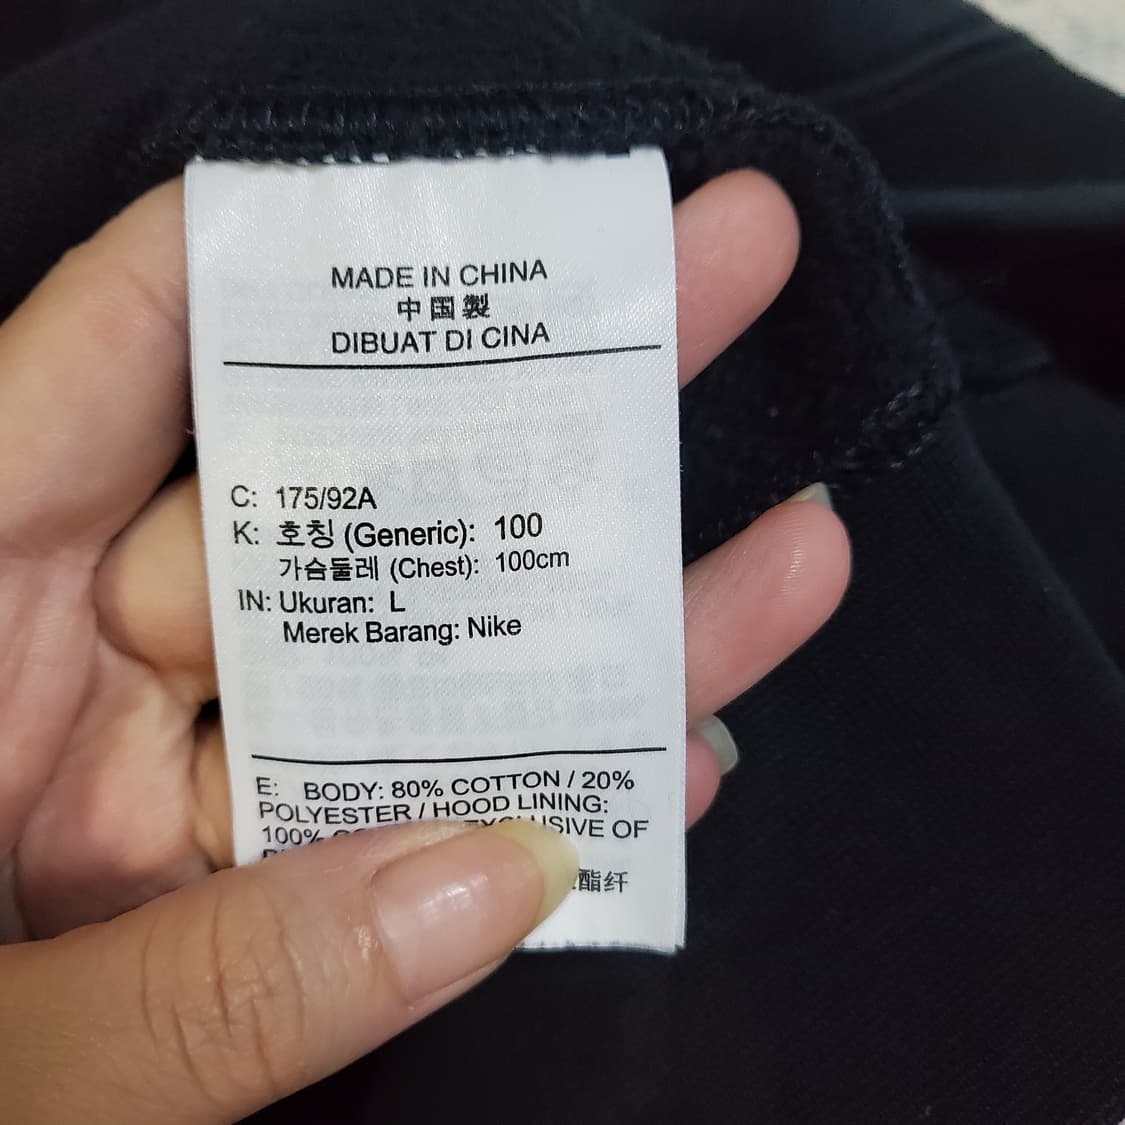 MADE IN CHINA
中国製
DIBUAT DI CINA
C: 175/92A
K: 호칭 (Generic): 100
가슴둘레 (Chest): 100cm
IN: Ukuran: L
Merek Barang: Nike
E: BODY: 80% COTTON / 20%
POLYESTER / HOOD LINING:
100% OF
酯纤